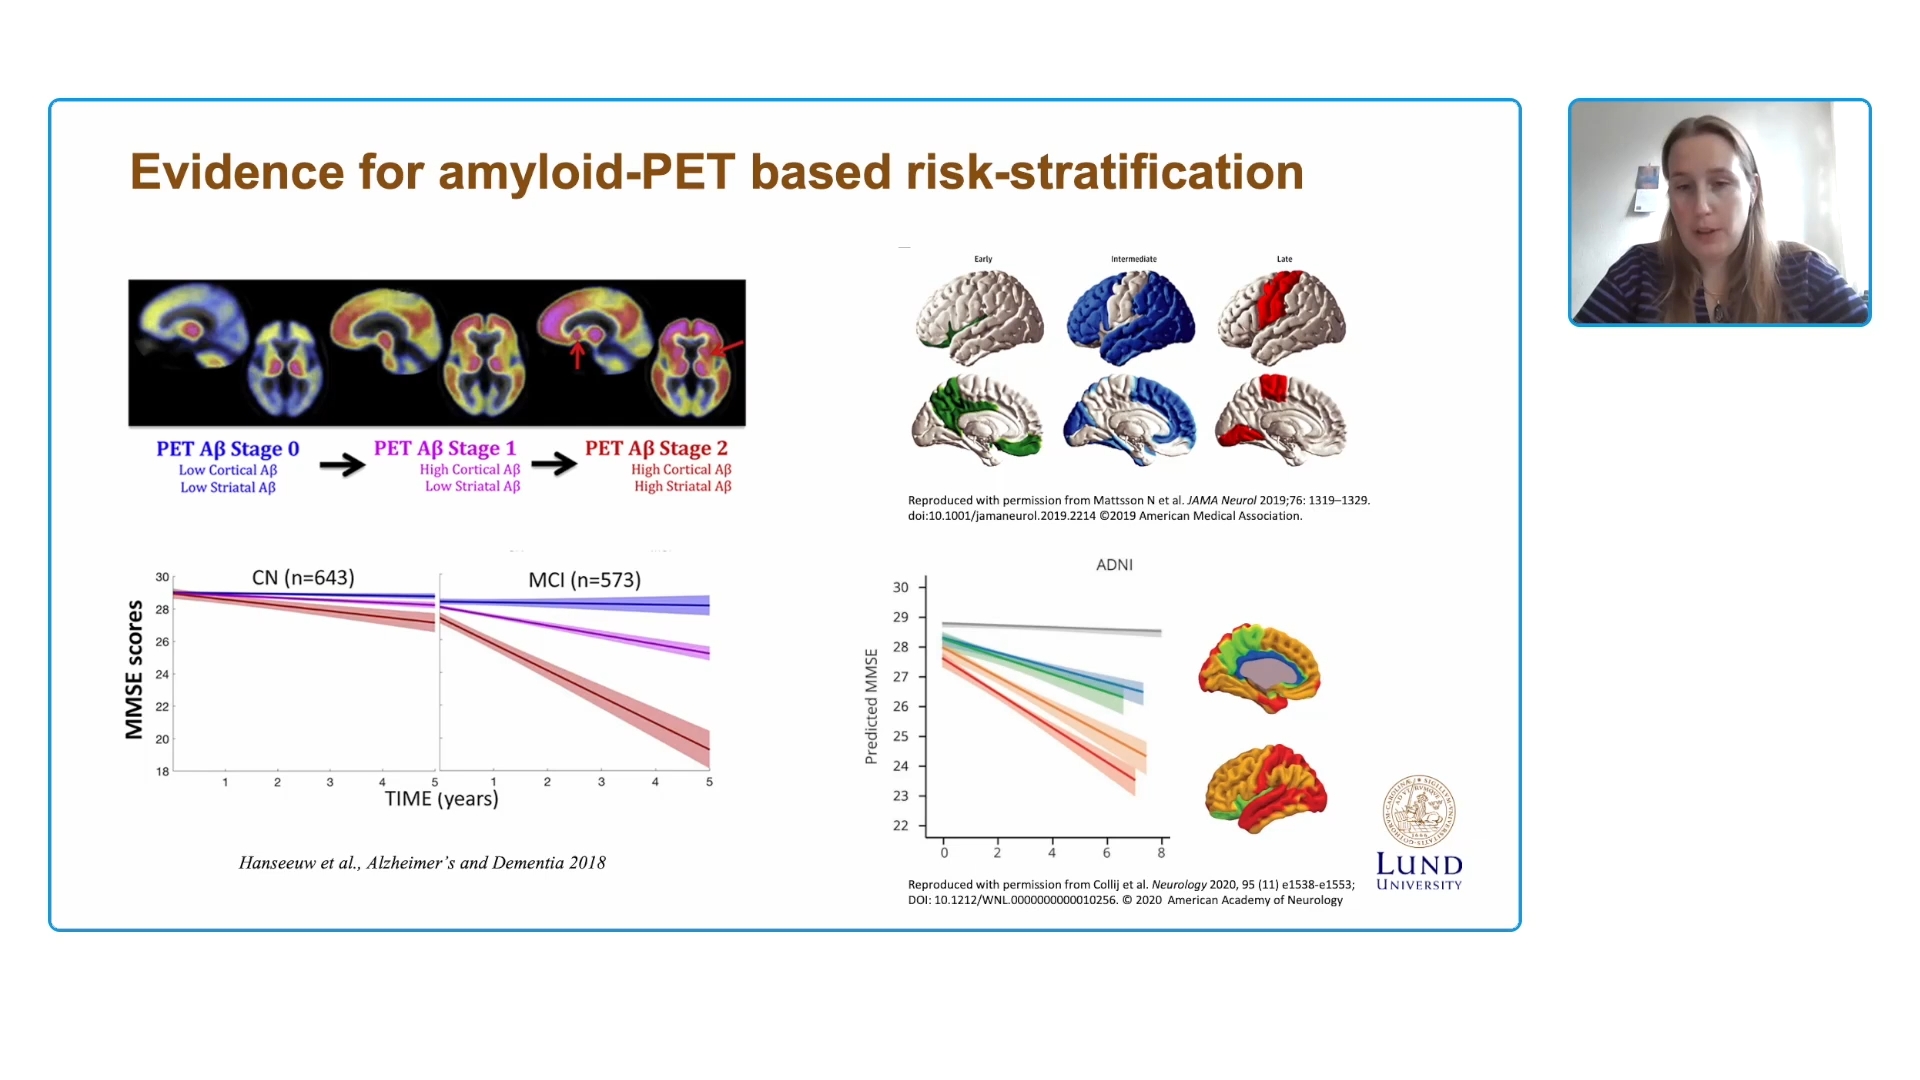 Evidence for amyloid-PET based risk-stratification
PET Aβ Stage 0
Low Cortical Aβ
Low Striatal Aβ
PET Aβ Stage 1
High Cortical Aβ
Low Striatal Aβ
PET Aβ Stage 2
High Cortical Aβ
High Striatal Aβ
MMSE scores
CN (n=643)
MCI (n=573)
30
28
26
24
22
20
18
1 2 3 4 5 1 2 3 4 5
TIME (years)
Hanseeuw et al., Alzheimer's and Dementia 2018
Early Intermediate Late
Reproduced with permission from Mattsson N et al. JAMA Neurol 2019;76: 1319–1329.
doi:10.1001/jamaneurol.2019.2214 ©2019 American Medical Association.
ADNI
Predicted MMSE
30
29
28
27
26
25
24
23
22
0 2 4 6 8
Reproduced with permission from Collij et al. Neurology 2020, 95 (11) e1538-e1553;
DOI: 10.1212/WNL.0000000000010256. © 2020 American Academy of Neurology
LUND
UNIVERSITY